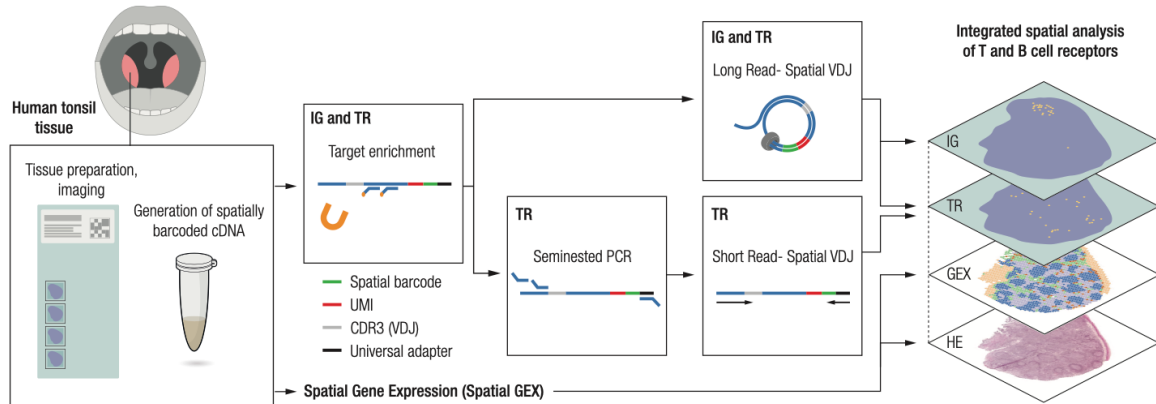 Human tonsil
tissue
Tissue preparation,
imaging
Generation of spatially
barcoded cDNA
IG and TR
Target enrichment
Spatial barcode
UMI
CDR3 (VDJ)
Universal adapter
Spatial Gene Expression (Spatial GEX)
TR
Seminested PCR
IG and TR
Long Read- Spatial VDJ
TR
Short Read- Spatial VDJ
Integrated spatial analysis
of T and B cell receptors
IG
TR
GEX
HE